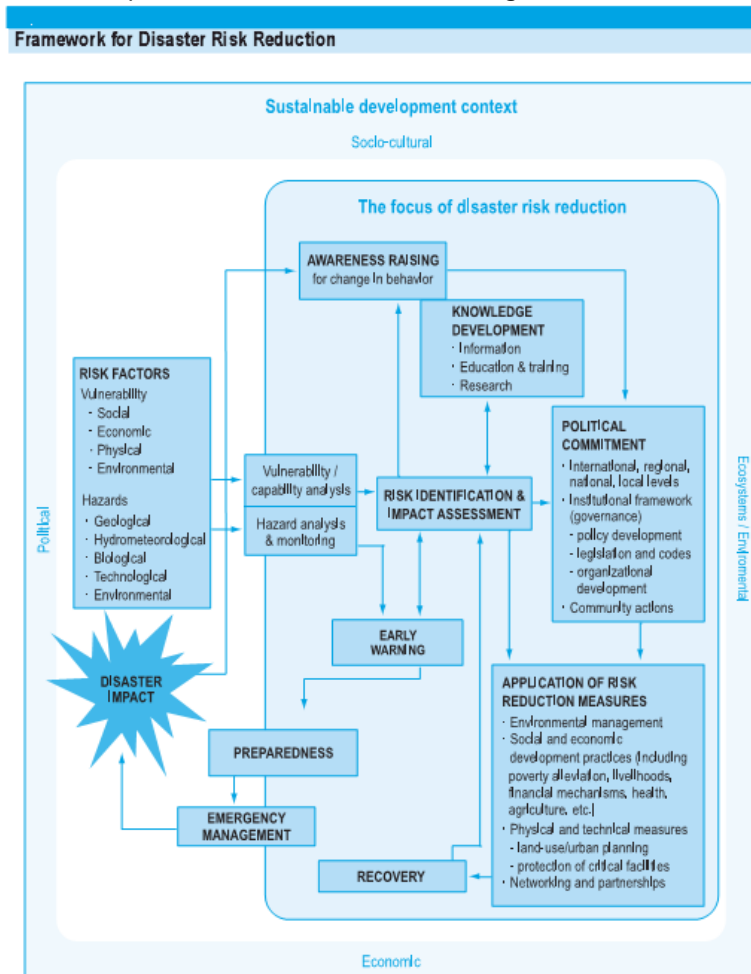 Framework for Disaster Risk Reduction
Sustainable development context
Socio-cultural
The focus of disaster risk reduction
AWARENESS RAISING
for change in behavior
KNOWLEDGE
DEVELOPMENT
· Information
· Education & training
· Research
RISK FACTORS
Vulnerability
- Social
- Economic
- Physical
- Environmental
Hazards
· Geological
· Hydrometeorological
· Biological
· Technological
· Environmental
Vulnerability /
capability analysis
Hazard analysis
& monitoring
RISK IDENTIFICATION &
IMPACT ASSESSMENT
POLITICAL
COMMITMENT
· International, regional,
national, local levels
· Institutional framework
(governance)
- policy development
- legislation and codes
- organizational
development
· Community actions
Political
Ecosystems / Enviromental
EARLY
WARNING
DISASTER
IMPACT
APPLICATION OF RISK
REDUCTION MEASURES
· Environmental management
· Social and economic
development practices (including
poverty alleviation, livelihoods,
financial mechanisms, health,
agriculture, etc.)
· Physical and technical measures
- land-use/urban planning
- protection of critical facilities
· Networking and partnerships
PREPAREDNESS
EMERGENCY
MANAGEMENT
RECOVERY
Economic